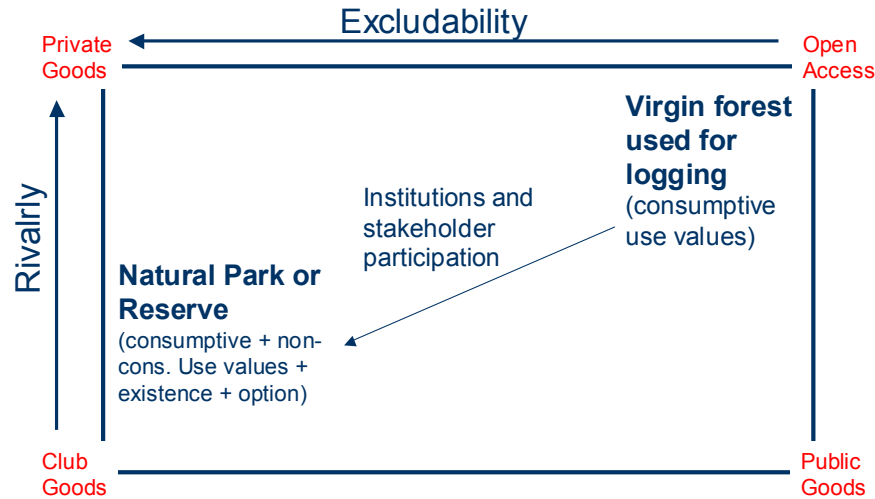 Excludability
Private
Goods
Open
Access
Virgin forest
used for
logging
(consumptive
use values)
Institutions and
stakeholder
participation
Rivalrly
Natural Park or
Reserve
(consumptive + non-
cons. Use values +
existence + option)
Club
Goods
Public
Goods